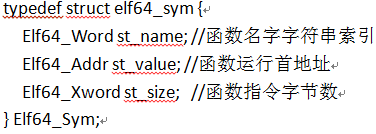 typedef struct elf64_sym {
Elf64_Word st_name; //函数名字字符串索引
Elf64_Addr st_value; //函数运行首地址
Elf64_Xword st_size; //函数指令字节数
} Elf64_Sym;